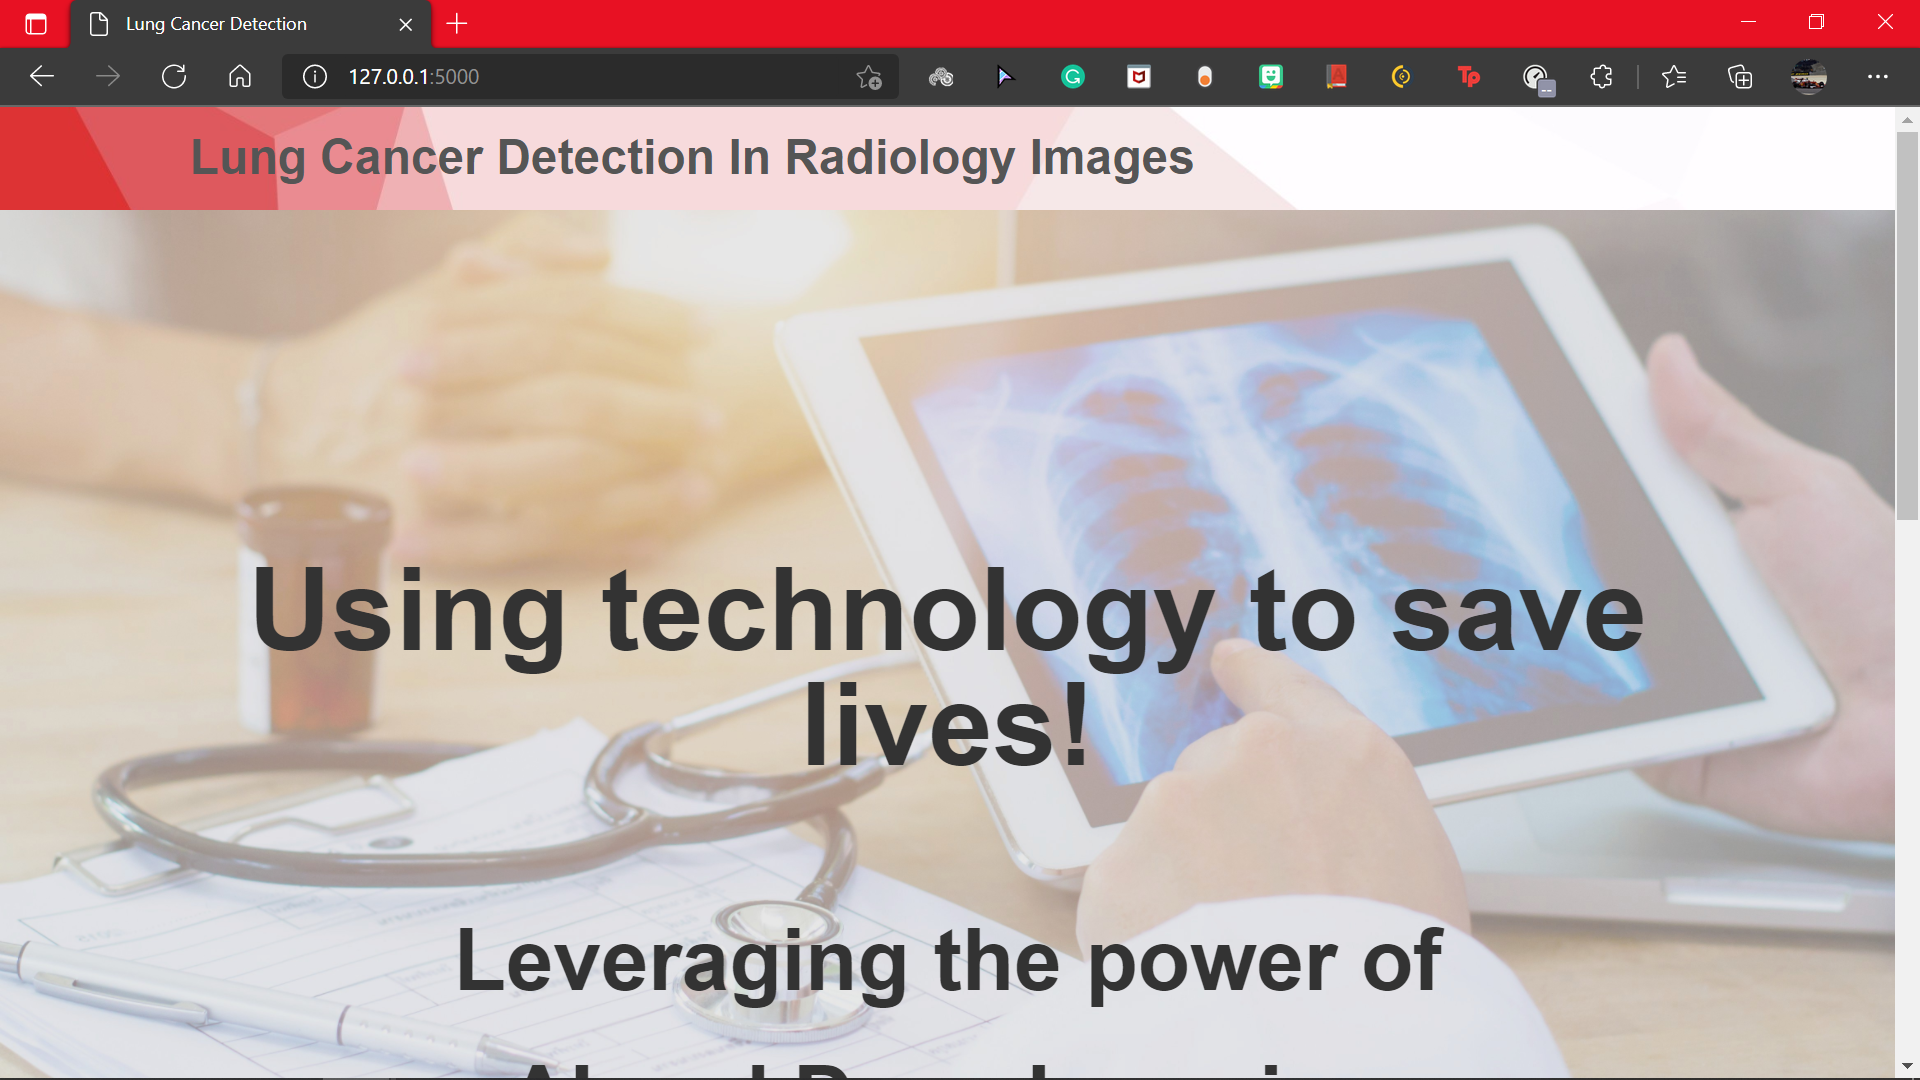 Lung Cancer Detection
127.0.0.1:5000
Lung Cancer Detection In Radiology Images
Using technology to save
lives!
Leveraging the power of